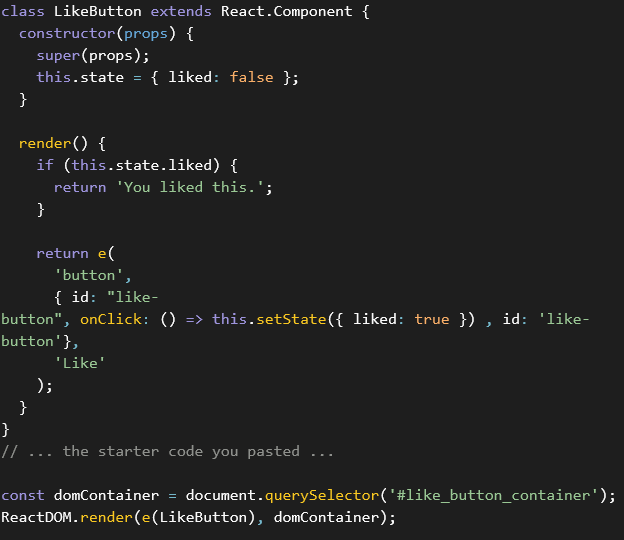 class LikeButton extends React.Component {
  constructor(props) {
    super(props);
    this.state = { liked: false };
  }

  render() {
    if (this.state.liked) {
      return 'You liked this.';
    }

    return e(
      'button',
      { id: "like-
button", onClick: () => this.setState({ liked: true }) , id: 'like-
button'},
      'Like'
    );
  }
}
// ... the starter code you pasted ...

const domContainer = document.querySelector('#like_button_container');
ReactDOM.render(e(LikeButton), domContainer);